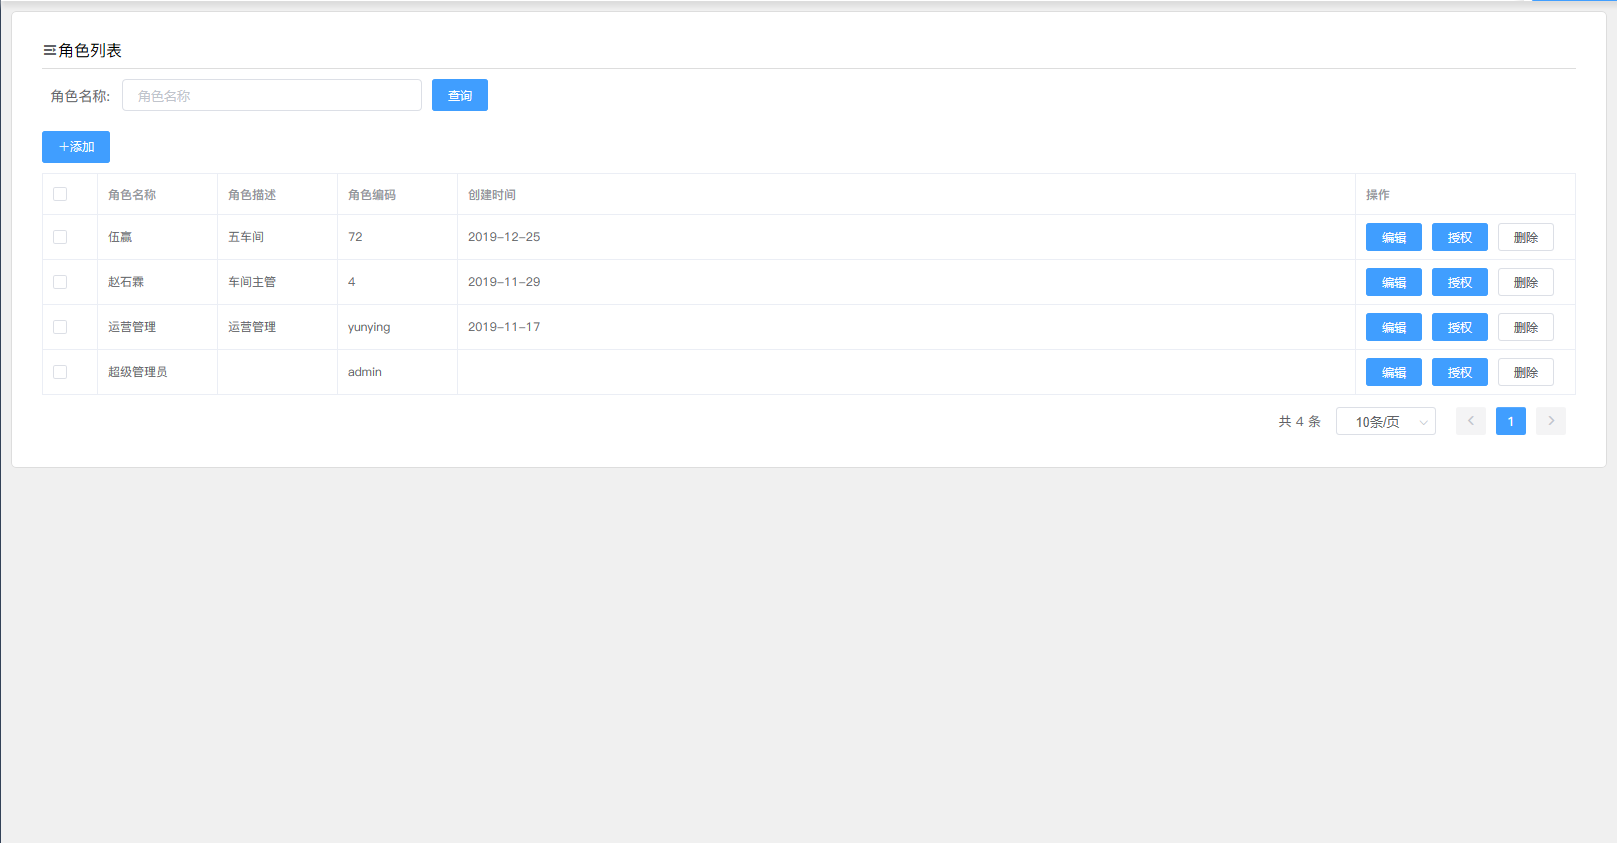 角色列表
角色名称: 角色名称 查询
+添加
角色名称 角色描述 角色编码 创建时间 操作
伍赢 五车间 72 2019-12-25 编辑 授权 删除
赵石霖 车间主管 4 2019-11-29 编辑 授权 删除
运营管理 运营管理 yunying 2019-11-17 编辑 授权 删除
超级管理员 admin 编辑 授权 删除
共 4 条 10条/页 1